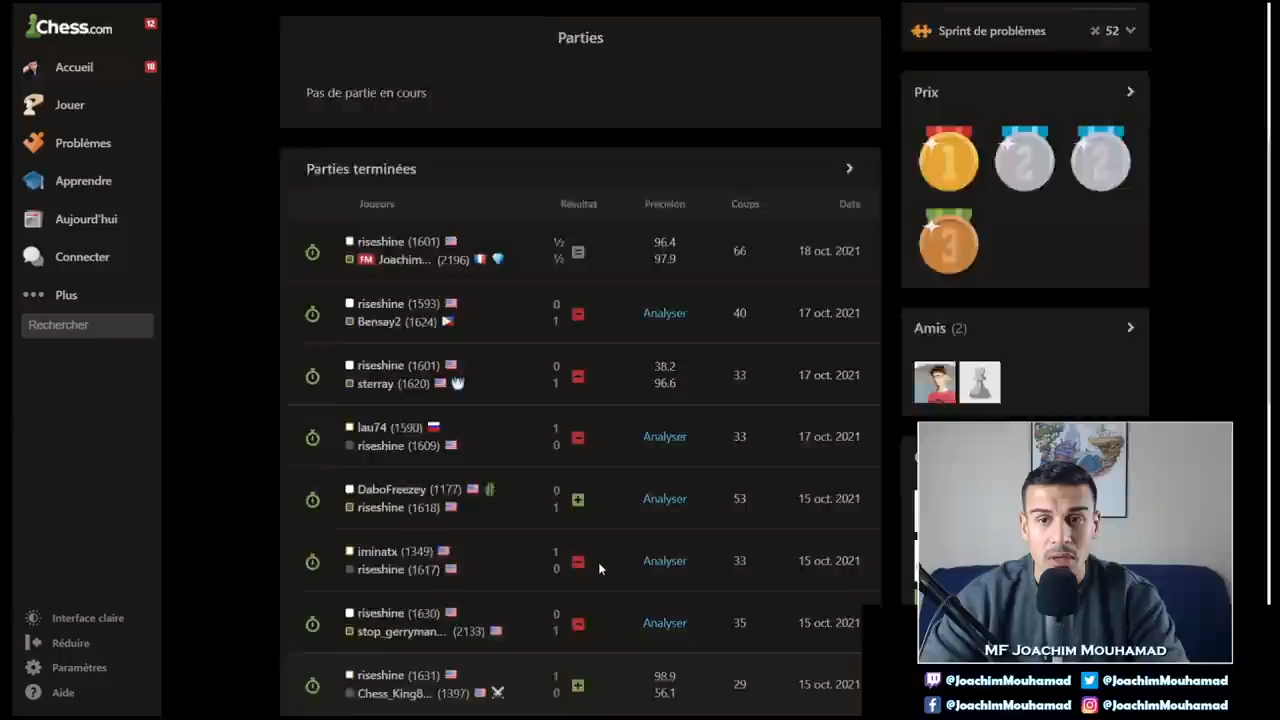 Chess.com
12
Accueil
18
Jouer
Problèmes
Apprendre
Aujourd'hui
Connecter
Plus
Rechercher
Interface claire
Réduire
Paramètres
Aide
Parties
Pas de partie en cours
Parties terminées
Joueurs Résultat Précision Coups Date
riseshine (1601) ½ 96.4
FM Joachim... (2196) ½ 97.9
66 18 oct. 2021
riseshine (1593) 0
Bensay2 (1624) 1
Analyser 40 17 oct. 2021
riseshine (1601) 0 38.2
sterray (1620) 1 96.6
33 17 oct. 2021
lau74 (1590) 1
riseshine (1609) 0
Analyser 33 17 oct. 2021
DaboFreezey (1177) 0
riseshine (1618) 1
Analyser 53 15 oct. 2021
iminatx (1349) 1
riseshine (1617) 0
Analyser 33 15 oct. 2021
riseshine (1630) 0
stop_gerryman... (2133) 1
Analyser 35 15 oct. 2021
riseshine (1631) 1 98.9
Chess_King8... (1397) 0 56.1
29 15 oct. 2021
Sprint de problèmes 52
Prix
1
2
2
3
Amis (2)
MF Joachim Mouhamad
@JoachimMouhamad @JoachimMouhamad
@JoachimMouhamad @JoachimMouhamad